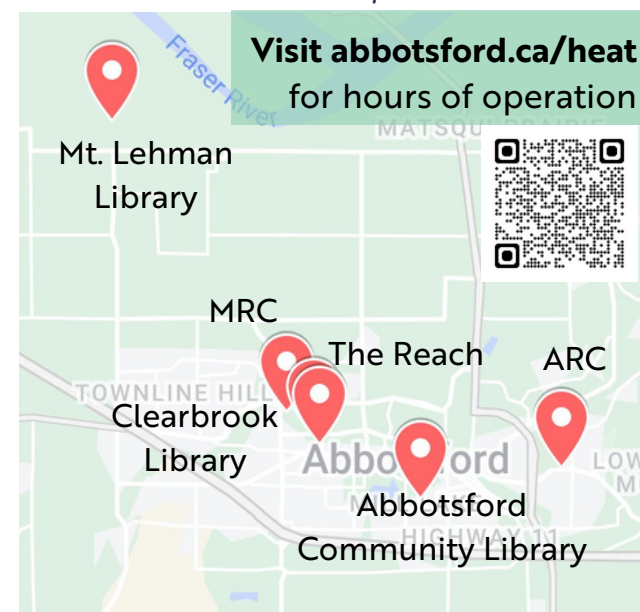 Visit abbotsford.ca/heat
for hours of operation
Fraser River
MATSQUI
Mt. Lehman
Library
MRC
The Reach
ARC
TOWNLINE HILL
Clearbrook
Library
Abbotsford
LOW
Abbotsford
Community Library
HIGHWAY 11